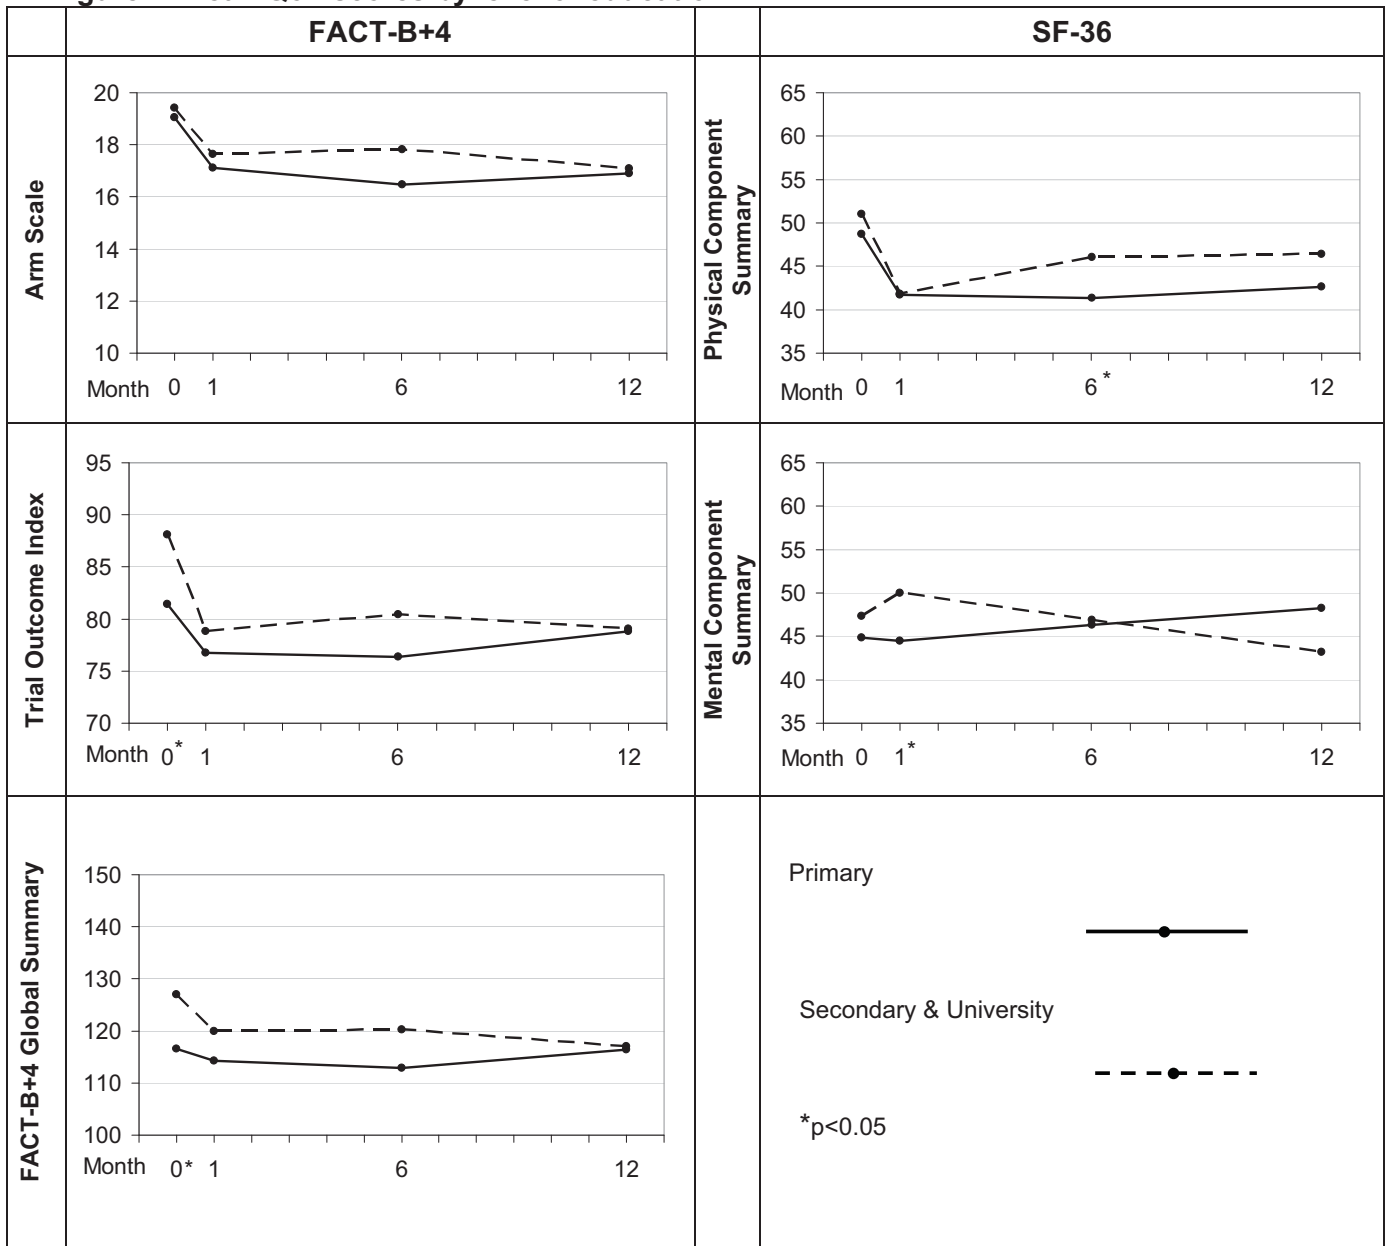 FACT-B+4
SF-36
Arm Scale
20
18
16
14
12
10
Month 0 1 6 12
Physical Component
Summary
65
60
55
50
45
40
35
Month 0 1 6 * 12
Trial Outcome Index
95
90
85
80
75
70
Month 0* 1 6 12
Mental Component
Summary
65
60
55
50
45
40
35
Month 0 1* 6 12
FACT-B+4 Global Summary
150
140
130
120
110
100
Month 0* 1 6 12
Primary
Secondary & University
*p<0.05